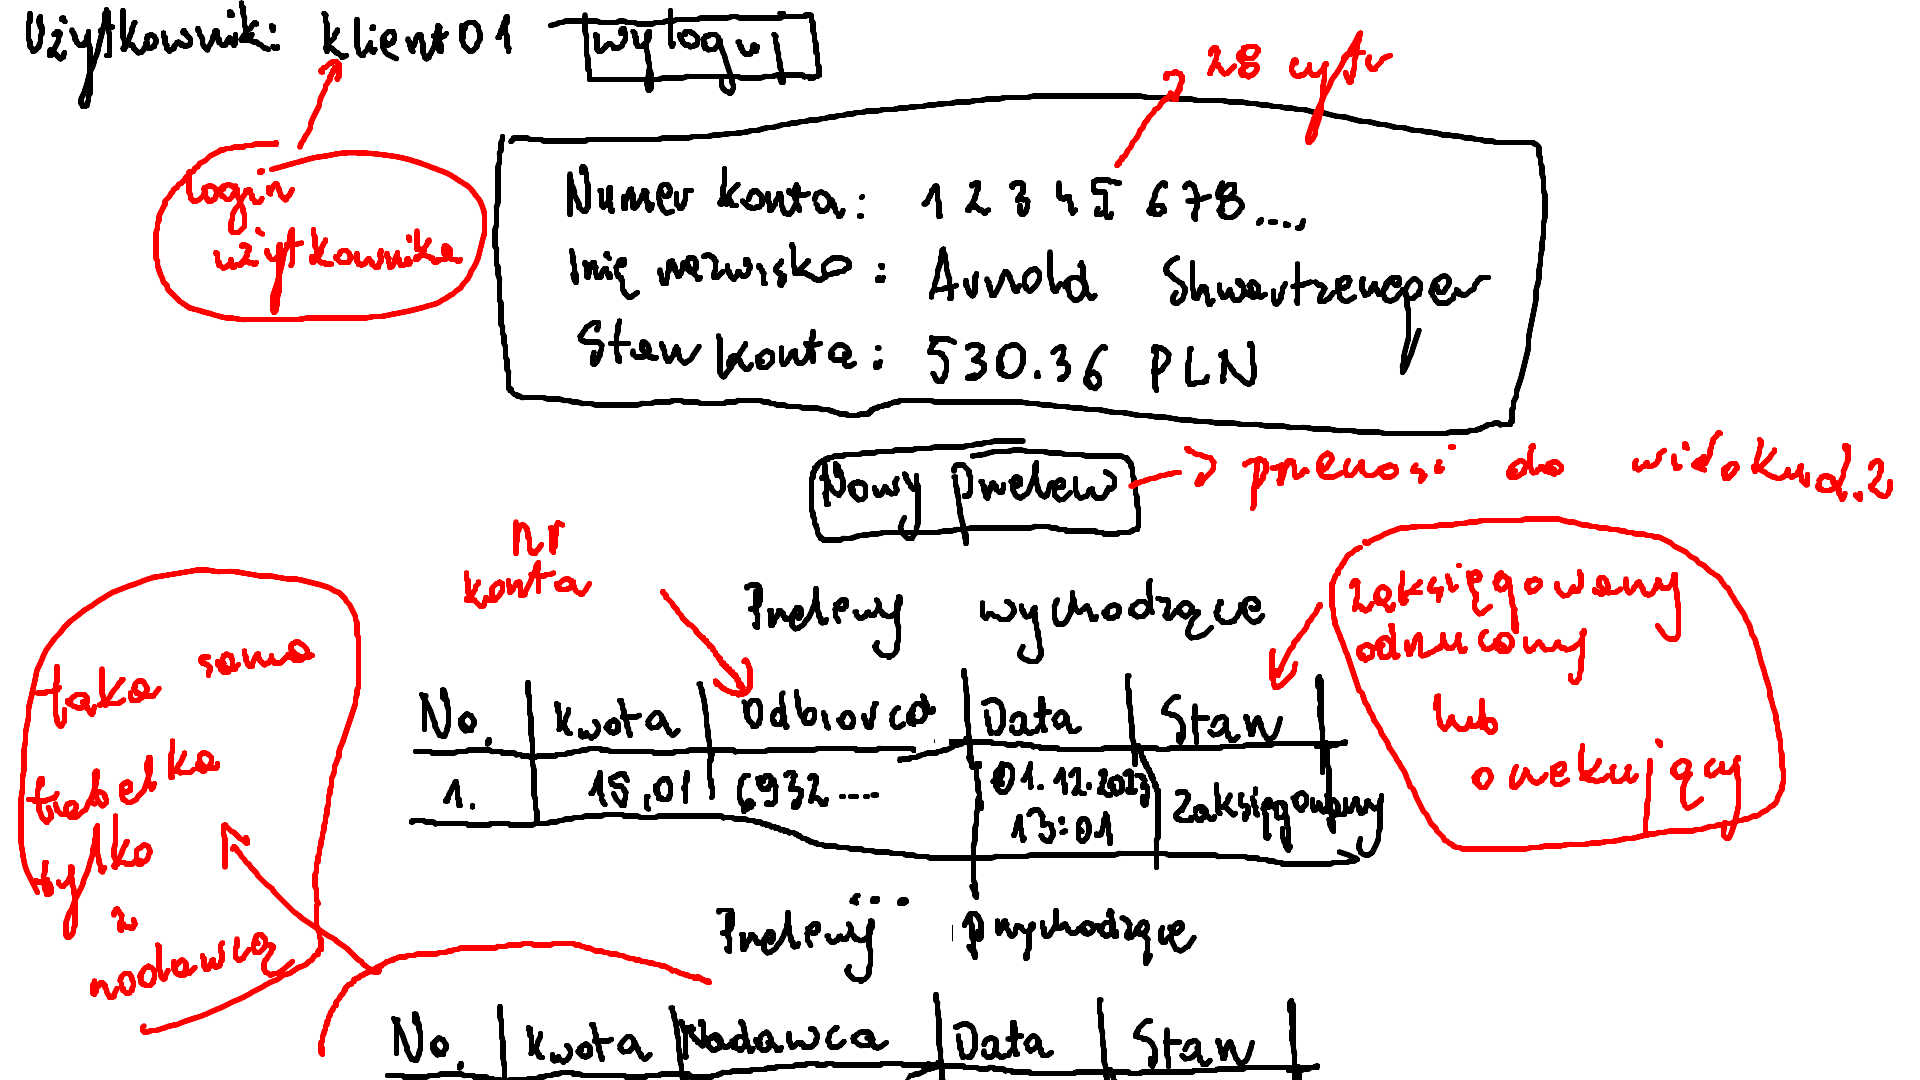 Użytkownik: klient01 wyloguj
28 cyfr
login
użytkownika
Numer konta: 12345678....
Imię nazwisko: Arnold Shwartzeneger
Stan konta: 530.36 PLN
Nowy przelew
przenosi do widoku d.2
nr
konta
Przelewy wychodzące
zaksięgowany
odrzucony
lub
oczekujący
taka sama
tabelka
tylko
z
nadawcą
No. Kwota Odbiorca Data Staw
1. 15,01 6932.... 01.12.2023 Zaksięgowany
13:01
Przelewy przychodzące
No. Kwota Nadawca Data Staw